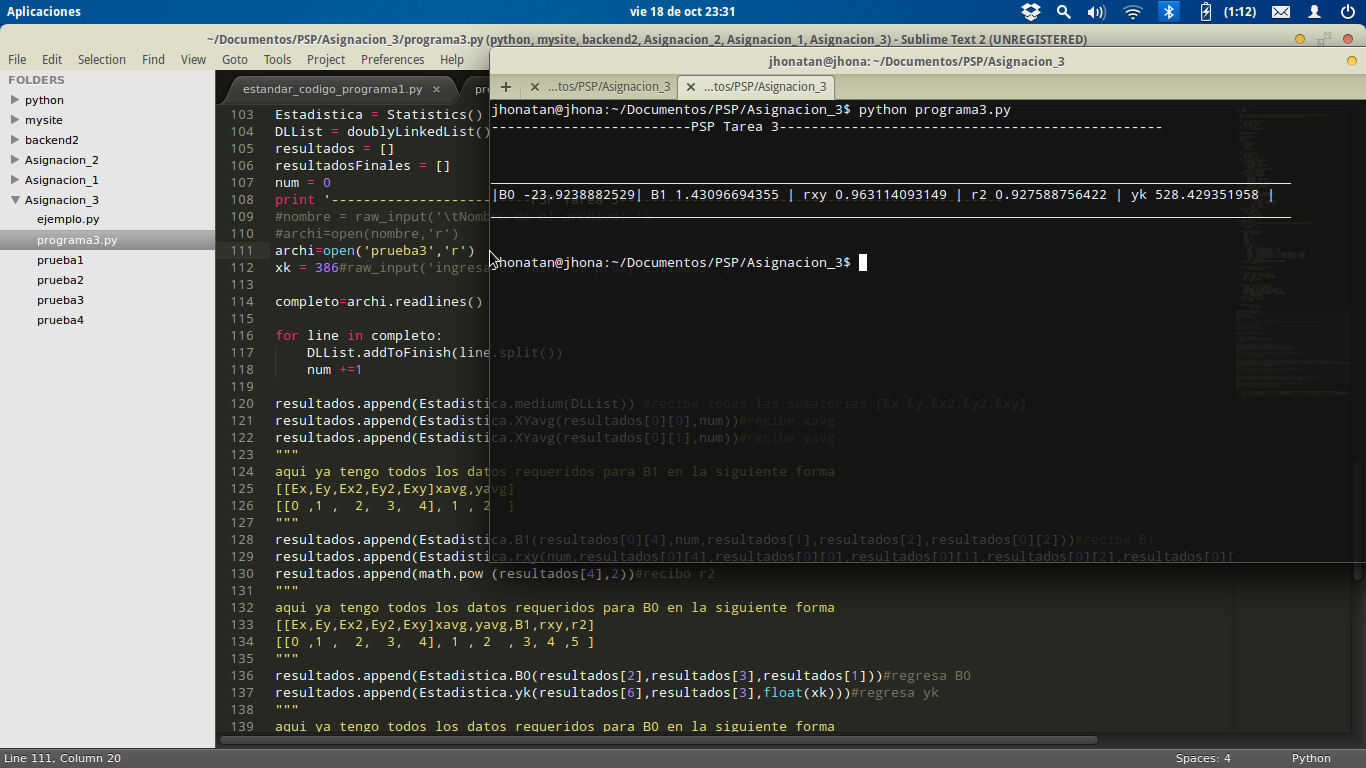 Aplicaciones
vie 18 de oct 23:31
(1:12)
~/Documentos/PSP/Asignacion_3/programa3.py (python, mysite, backend2, Asignacion_2, Asignacion_1, Asignacion_3) - Sublime Text 2 (UNREGISTERED)
File Edit Selection Find View Goto Tools Project Preferences Help
FOLDERS
python
mysite
backend2
Asignacion_2
Asignacion_1
Asignacion_3
ejemplo.py
programa3.py
prueba1
prueba2
prueba3
prueba4
estandar_codigo_programa1.py ×
103 Estadistica = Statistics()
104 DLList = doublyLinkedList()
105 resultados = []
106 resultadosFinales = []
107 num = 0
108 print '--------------------
109 #nombre = raw_input('\tNomb
110 #archi=open(nombre,'r')
111 archi=open('prueba3','r')
112 xk = 386#raw_input('ingres
113
114 completo=archi.readlines()
115
116 for line in completo:
117 DLList.addToFinish(line.split())
118 num +=1
119
120 resultados.append(Estadistica.medium(DLList)) #recibe todas las sumatorias [Ex,Ey,Ex2,Ey2,Exy]
121 resultados.append(Estadistica.XYavg(resultados[0][0],num))#recibe xavg
122 resultados.append(Estadistica.XYavg(resultados[0][1],num))#recibe yavg
123 """
124 aqui ya tengo todos los datos requeridos para B1 en la siguiente forma
125 [[Ex,Ey,Ex2,Ey2,Exy]xavg,yavg]
126 [[0 ,1 , 2, 3, 4], 1 , 2 ]
127 """
128 resultados.append(Estadistica.B1(resultados[0][4],num,resultados[1],resultados[2],resultados[0][2]))#recibe B1
129 resultados.append(Estadistica.rxy(num,resultados[0][4],resultados[0][0],resultados[0][1],resultados[0][2],resultados[0][
130 resultados.append(math.pow (resultados[4],2))#recibo r2
131 """
132 aqui ya tengo todos los datos requeridos para B0 en la siguiente forma
133 [[Ex,Ey,Ex2,Ey2,Exy]xavg,yavg,B1,rxy,r2]
134 [[0 ,1 , 2, 3, 4], 1 , 2 , 3, 4 ,5 ]
135 """
136 resultados.append(Estadistica.B0(resultados[2],resultados[3],resultados[1]))#regresa B0
137 resultados.append(Estadistica.yk(resultados[6],resultados[3],float(xk)))#regresa yk
138 """
139 aqui ya tengo todos los datos requeridos para B0 en la siguiente forma
jhonatan@jhona: ~/Documentos/PSP/Asignacion_3
+ × ...tos/PSP/Asignacion_3 × ...tos/PSP/Asignacion_3
jhonatan@jhona:~/Documentos/PSP/Asignacion_3$ python programa3.py
-------------------------PSP Tarea 3------------------------------------------------
|B0 -23.9238882529| B1 1.43096694355 | rxy 0.963114093149 | r2 0.927588756422 | yk 528.429351958 |
jhonatan@jhona:~/Documentos/PSP/Asignacion_3$
Line 111, Column 20
Spaces: 4
Python